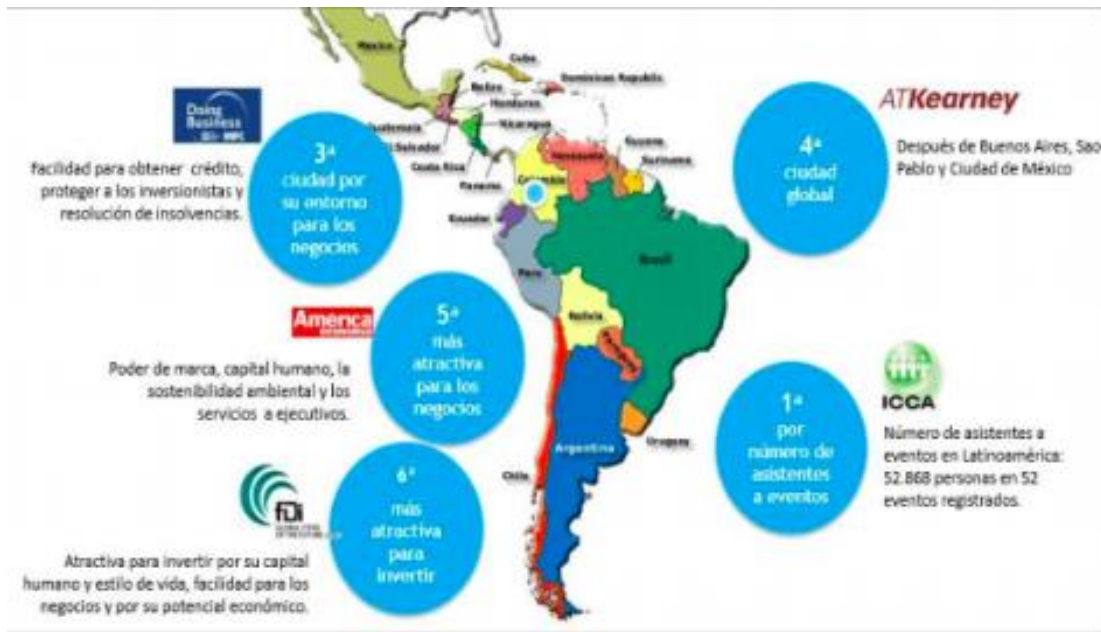 Mexico
Cuba
Dominican Republic
Belize
Honduras
Guatemala
Nicaragua
El Salvador
Costa Rica
Panama
Venezuela
Guyana
Suriname
Colombia
Ecuador
Peru
Brasil
Bolivia
Paraguay
Chile
Argentina
Uruguay
Doing
Business
3ª
ciudad por
su entorno
para los
negocios
Facilidad para obtener crédito,
proteger a los inversionistas y
resolución de insolvencias.
ATKearney
4ª
ciudad
global
Después de Buenos Aires, Sao
Pablo y Ciudad de México
América
5ª
más
atractiva
para los
negocios
Poder de marca, capital humano, la
sostenibilidad ambiental y los
servicios a ejecutivos.
ICCA
1ª
por
número de
asistentes
a eventos
Número de asistentes a
eventos en Latinoamérica:
52.868 personas en 52
eventos registrados.
fDi
6ª
más
atractiva
para
invertir
Atractiva para invertir por su capital
humano y estilo de vida, facilidad para los
negocios y por su potencial económico.